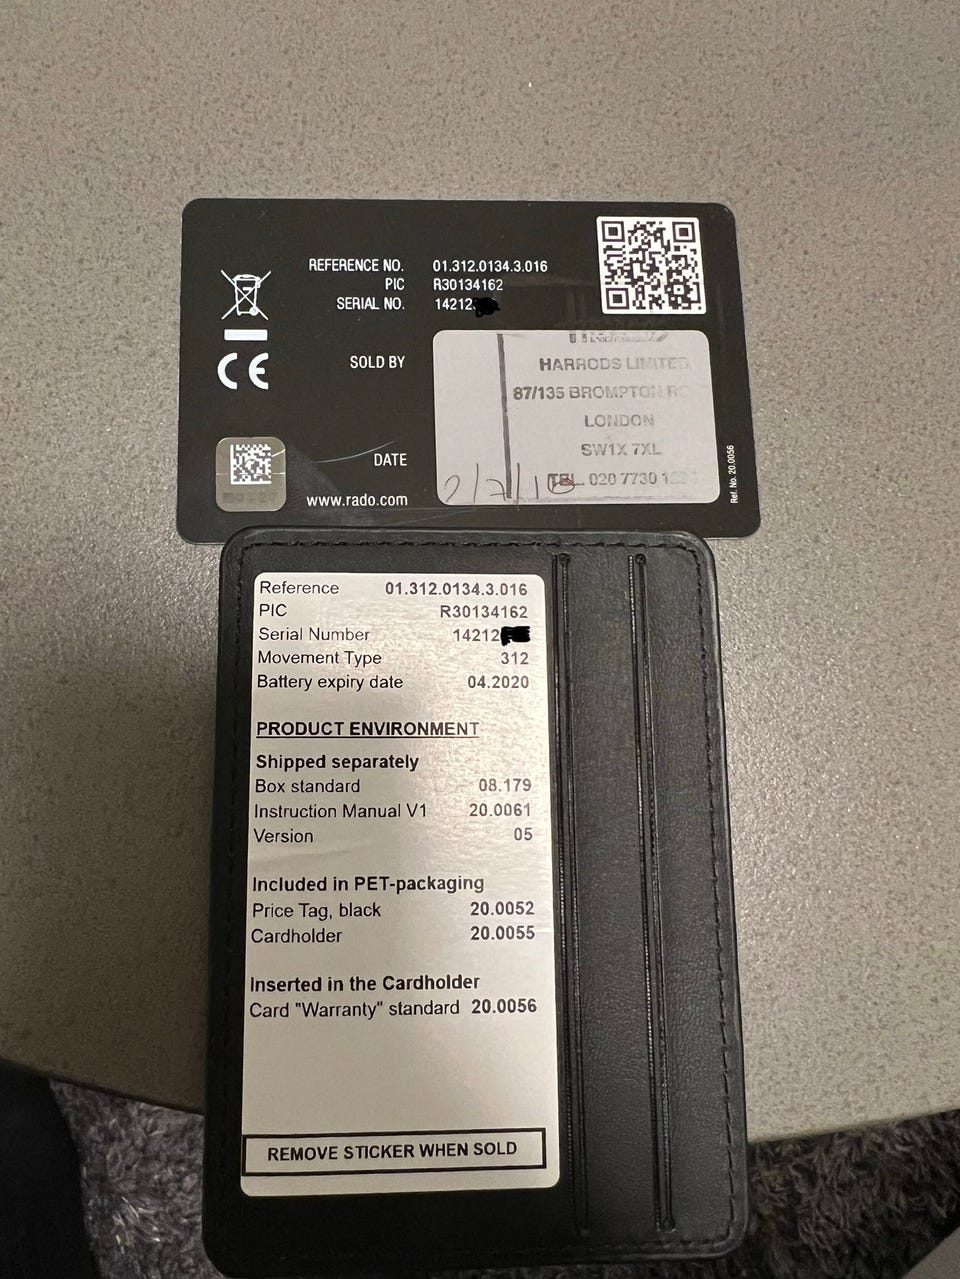 REFERENCE NO. 01.312.0134.3.016
PIC R30134162
SERIAL NO. 14212
SOLD BY
HARRODS LIMITED
87/135 BROMPTON
LONDON
SW1X 7XL
TEL. 020 7730
DATE
www.rado.com
Ref. No. 20.0056
Reference 01.312.0134.3.016
PIC R30134162
Serial Number 14212
Movement Type 312
Battery expiry date 04.2020
PRODUCT ENVIRONMENT
Shipped separately
Box standard 08.179
Instruction Manual V1 20.0061
Version 05
Included in PET-packaging
Price Tag, black 20.0052
Cardholder 20.0055
Inserted in the Cardholder
Card "Warranty" standard 20.0056
REMOVE STICKER WHEN SOLD